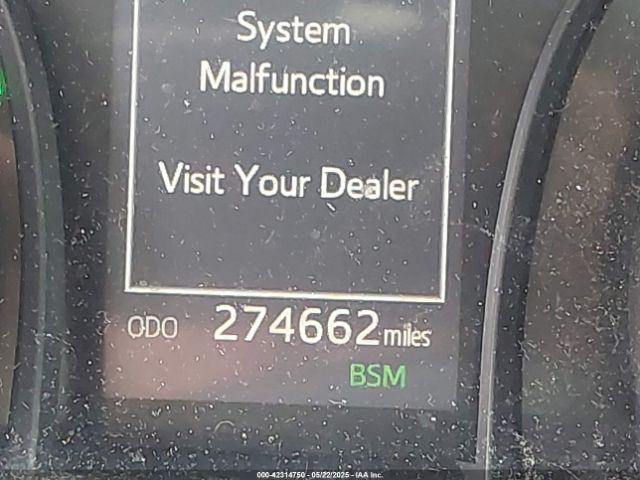 System
Malfunction
Visit Your Dealer
ODO 274662 miles
BSM
000-42314750 - 05/22/2025 - IAA Inc.